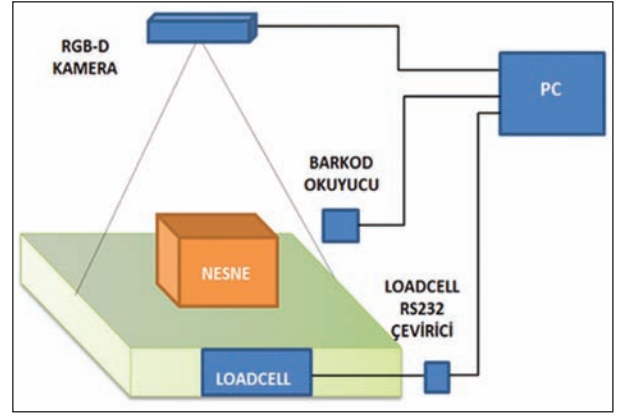 RGB-D
KAMERA
PC
BARKOD
OKUYUCU
NESNE
LOADCELL
RS232
ÇEVİRİCİ
LOADCELL